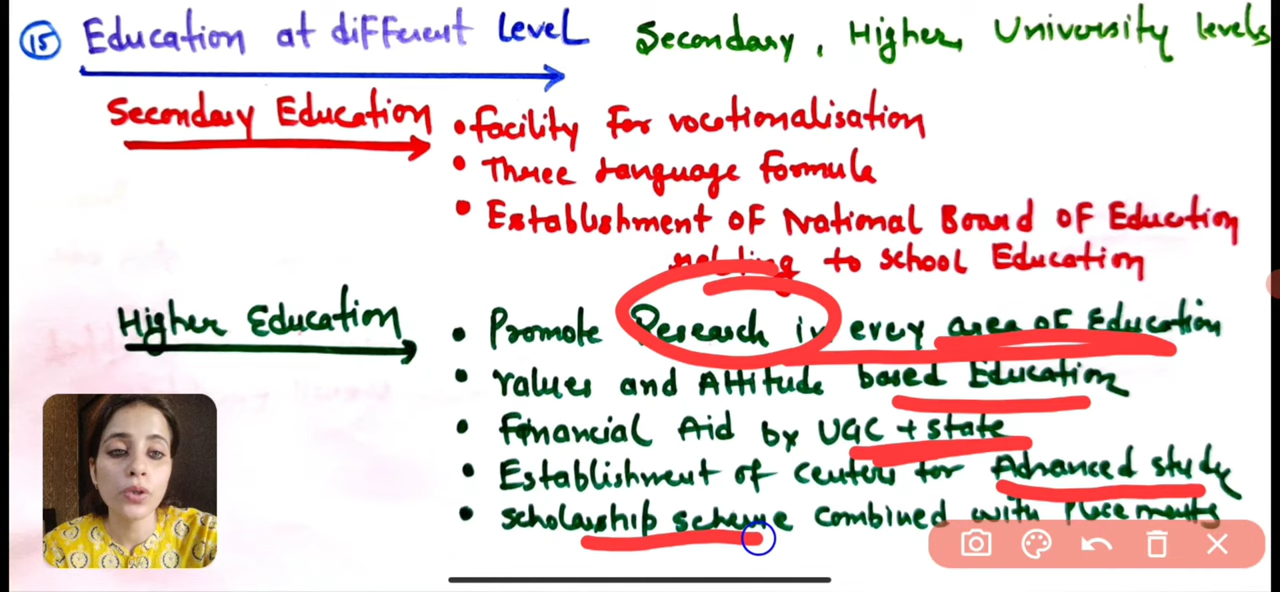 15 Education at different level Secondary, Higher, University levels
Secondary Education • facility for vocationalisation
• Three language formula
• Establishment of National Board of Education
relating to school Education
Higher Education • Promote Research in every area of Education
• values and Attitude based Education
• Financial Aid by UGC + state
• Establishment of centers for Advanced study
• scholarship scheme combined with Placements